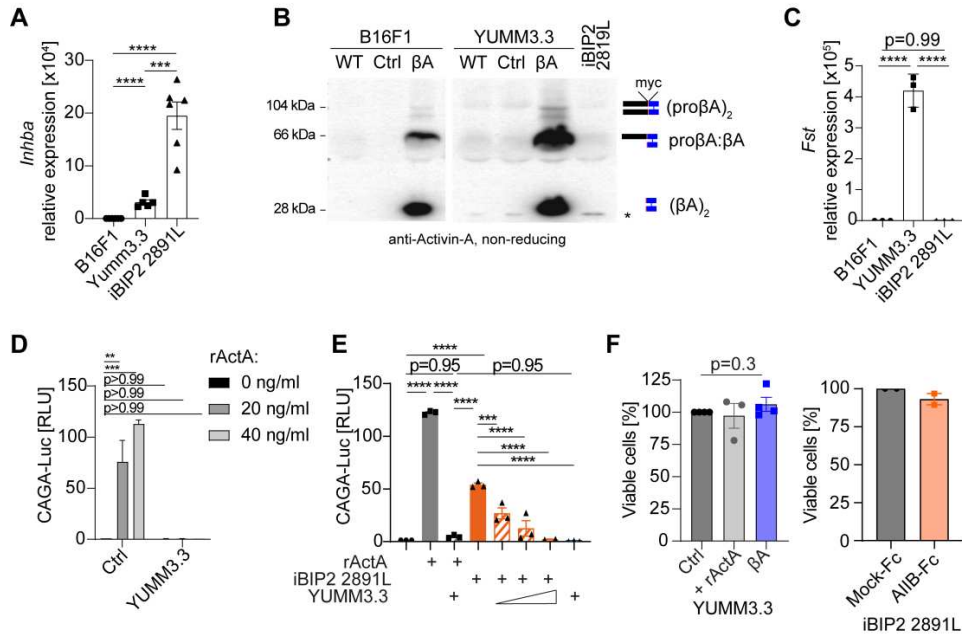 A
Inhba
relative expression [x10⁴]
30
20
10
0
**** 
***
****
B16F1
Yumm3.3
iBIP2 2891L
B
B16F1
YUMM3.3
iBIP2
2819L
WT Ctrl βA WT Ctrl βA
myc
104 kDa
66 kDa
28 kDa
(proβA)₂
proβA:βA
(βA)₂
*
anti-Activin-A, non-reducing
C
Fst
relative expression [x10⁵]
p=0.99
**** ****
5
4
3
2
1
0
B16F1
YUMM3.3
iBIP2 2891L
D
CAGA-Luc [RLU]
150
100
50
0
**
***
p>0.99
p>0.99
p>0.99
Ctrl
YUMM3.3
rActA:
0 ng/ml
20 ng/ml
40 ng/ml
E
CAGA-Luc [RLU]
150
100
50
0
****
p=0.95 p=0.95
**** ****
****
***
****
****
****
rActA + +
iBIP2 2891L + + + +
YUMM3.3 + +
F
Viable cells [%]
125
100
75
50
25
0
p=0.3
Ctrl
+ rActA
βA
YUMM3.3
Viable cells [%]
100
75
50
25
0
Mock-Fc
AIIB-Fc
iBIP2 2891L